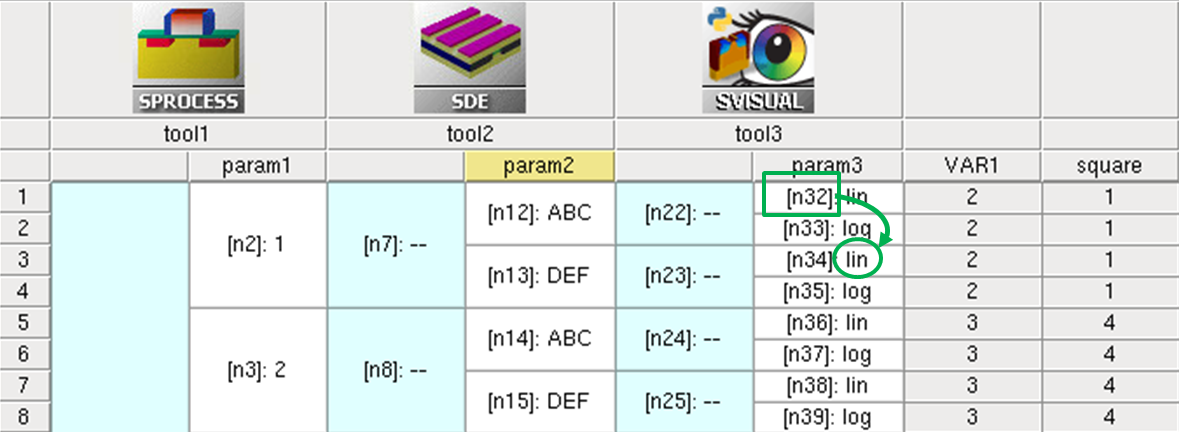 SPROCESS SDE SVISUAL
tool1 tool2 tool3
param1 param2 param3 VAR1 square
1 [n2]: 1 [n7]: -- [n12]: ABC [n22]: -- [n32]: lin 2 1
2 [n33]: log 2 1
3 [n13]: DEF [n23]: -- [n34]: lin 2 1
4 [n35]: log 2 1
5 [n3]: 2 [n8]: -- [n14]: ABC [n24]: -- [n36]: lin 3 4
6 [n37]: log 3 4
7 [n15]: DEF [n25]: -- [n38]: lin 3 4
8 [n39]: log 3 4